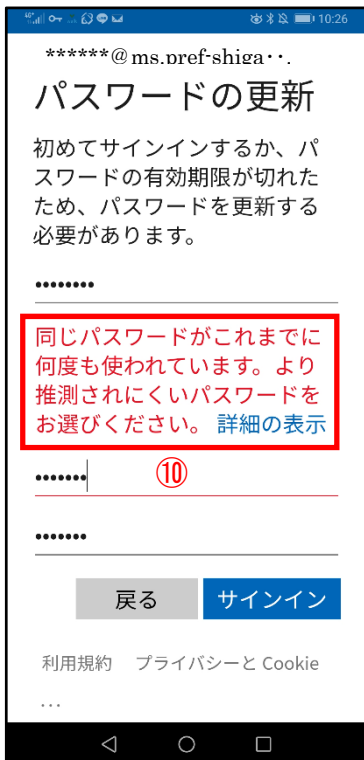 10:26
******@ms.pref-shiga・・.
パスワードの更新
初めてサインインするか、パ
スワードの有効期限が切れた
ため、パスワードを更新する
必要があります。
••••••••
同じパスワードがこれまでに
何度も使われています。より
推測されにくいパスワードを
お選びください。 詳細の表示
•••••••
⑩
•••••••
戻る サインイン
利用規約 プライバシーと Cookie
...